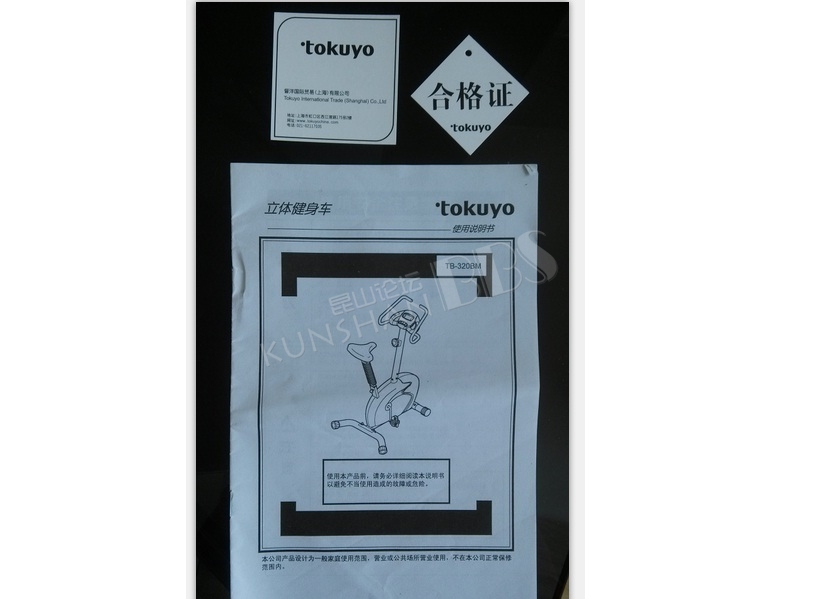 tokuyo
督洋国际贸易(上海)有限公司
Tokuyo International Trade (Shanghai) Co.,Ltd
合格证
tokuyo
立体健身车
tokuyo
使用说明书
TB-320BM
昆山论坛
KUNSHAN BBS
使用本产品前，请务必详细阅读本说明书
以避免不当使用造成的故障或危险。
本公司产品设计为一般家庭使用范围，营业或公共场所营业使用，不在本公司正常保修
范围内。